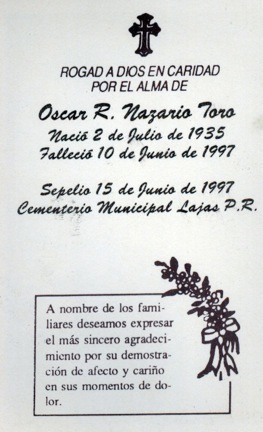 ROGAD A DIOS EN CARIDAD
POR EL ALMA DE
Oscar R. Nazario Toro
Nació 2 de Julio de 1935
Falleció 10 de Junio de 1997
Sepelio 15 de Junio de 1997
Cementerio Municipal Lajas P.R.
A nombre de los fami-
liares deseamos expresar
el más sincero agradeci-
miento por su demostra-
ción de afecto y cariño
en sus momentos de do-
lor.